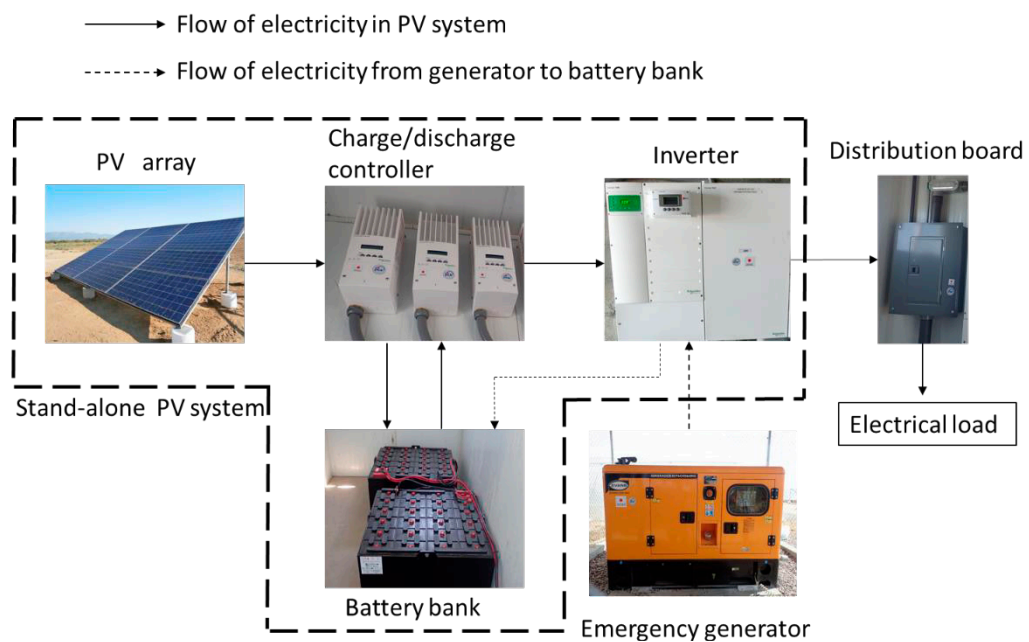 Flow of electricity in PV system
Flow of electricity from generator to battery bank
Charge/discharge
controller
PV array
Inverter
Distribution board
Stand-alone PV system
Electrical load
Battery bank
Emergency generator